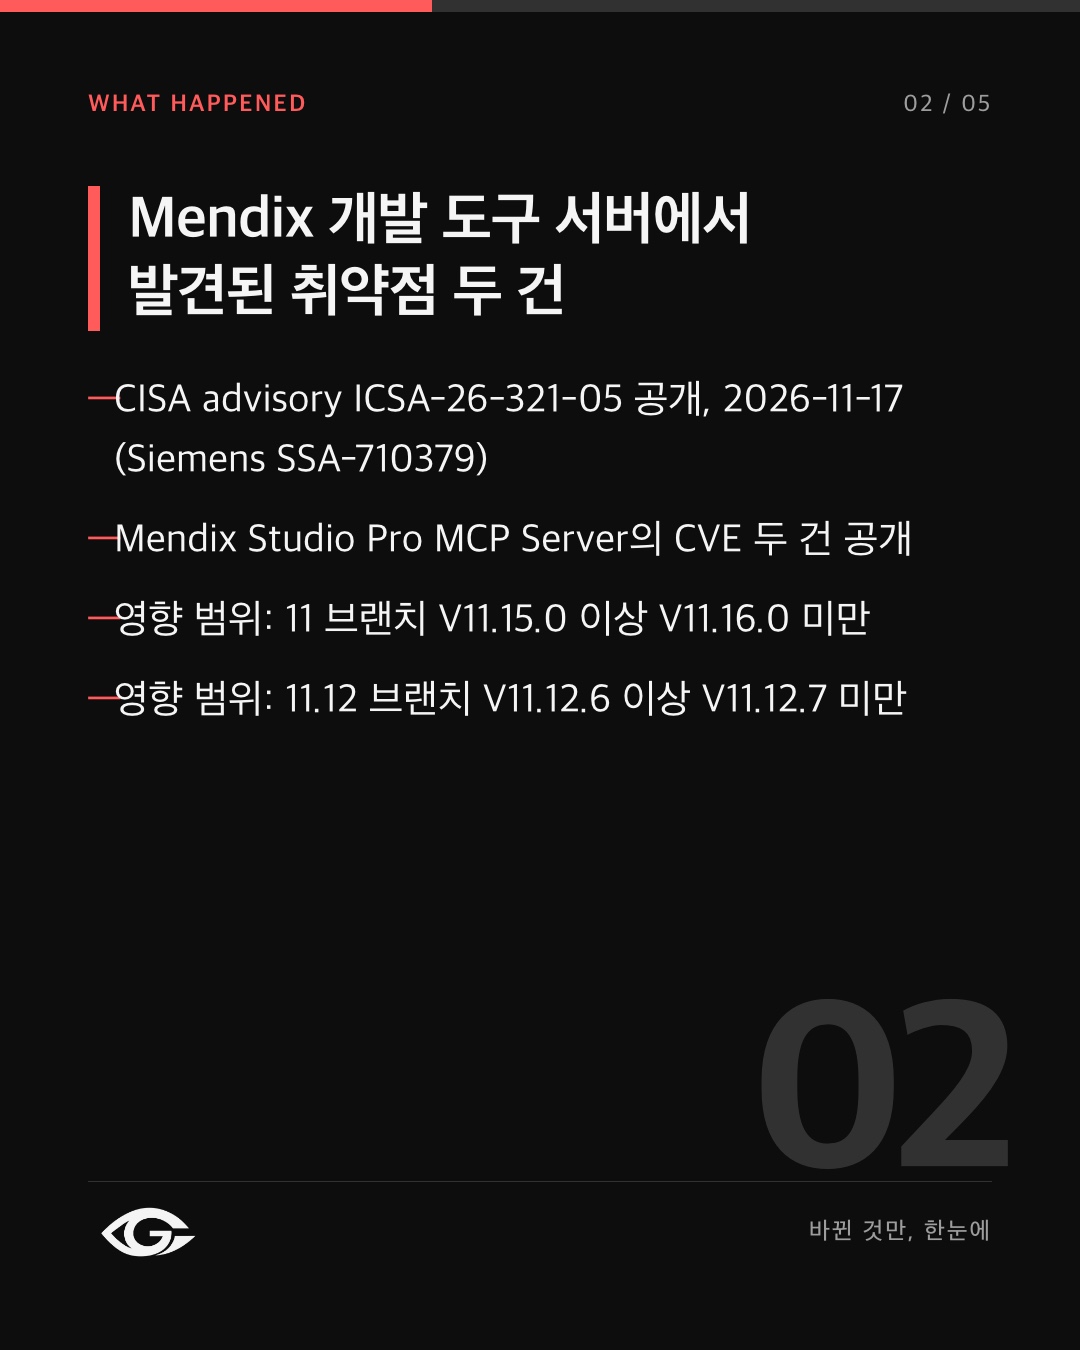 WHAT HAPPENED
02 / 05
Mendix 개발 도구 서버에서
발견된 취약점 두 건
—CISA advisory ICSA-26-321-05 공개, 2026-11-17
(Siemens SSA-710379)
—Mendix Studio Pro MCP Server의 CVE 두 건 공개
—영향 범위: 11 브랜치 V11.15.0 이상 V11.16.0 미만
—영향 범위: 11.12 브랜치 V11.12.6 이상 V11.12.7 미만
02
G
바뀐 것만, 한눈에